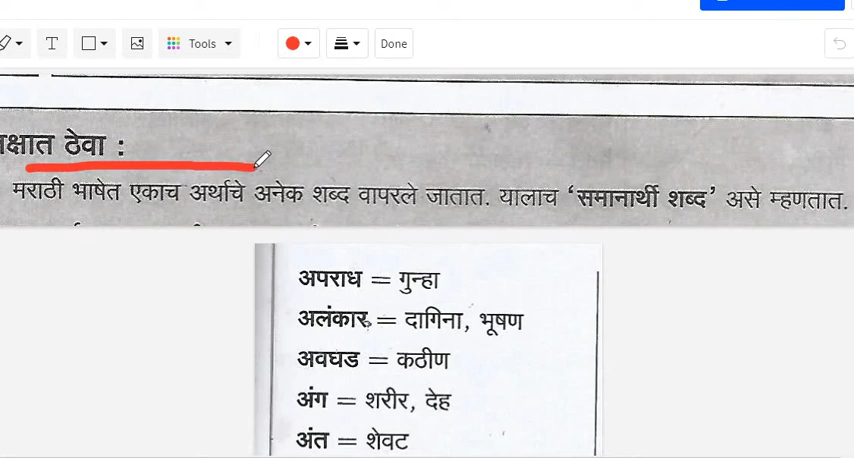 T Tools Done
लक्षात ठेवा :
मराठी भाषेत एकाच अर्थाचे अनेक शब्द वापरले जातात. यालाच ‘समानार्थी शब्द’ असे म्हणतात.
अपराध = गुन्हा
अलंकार = दागिना, भूषण
अवघड = कठीण
अंग = शरीर, देह
अंत = शेवट